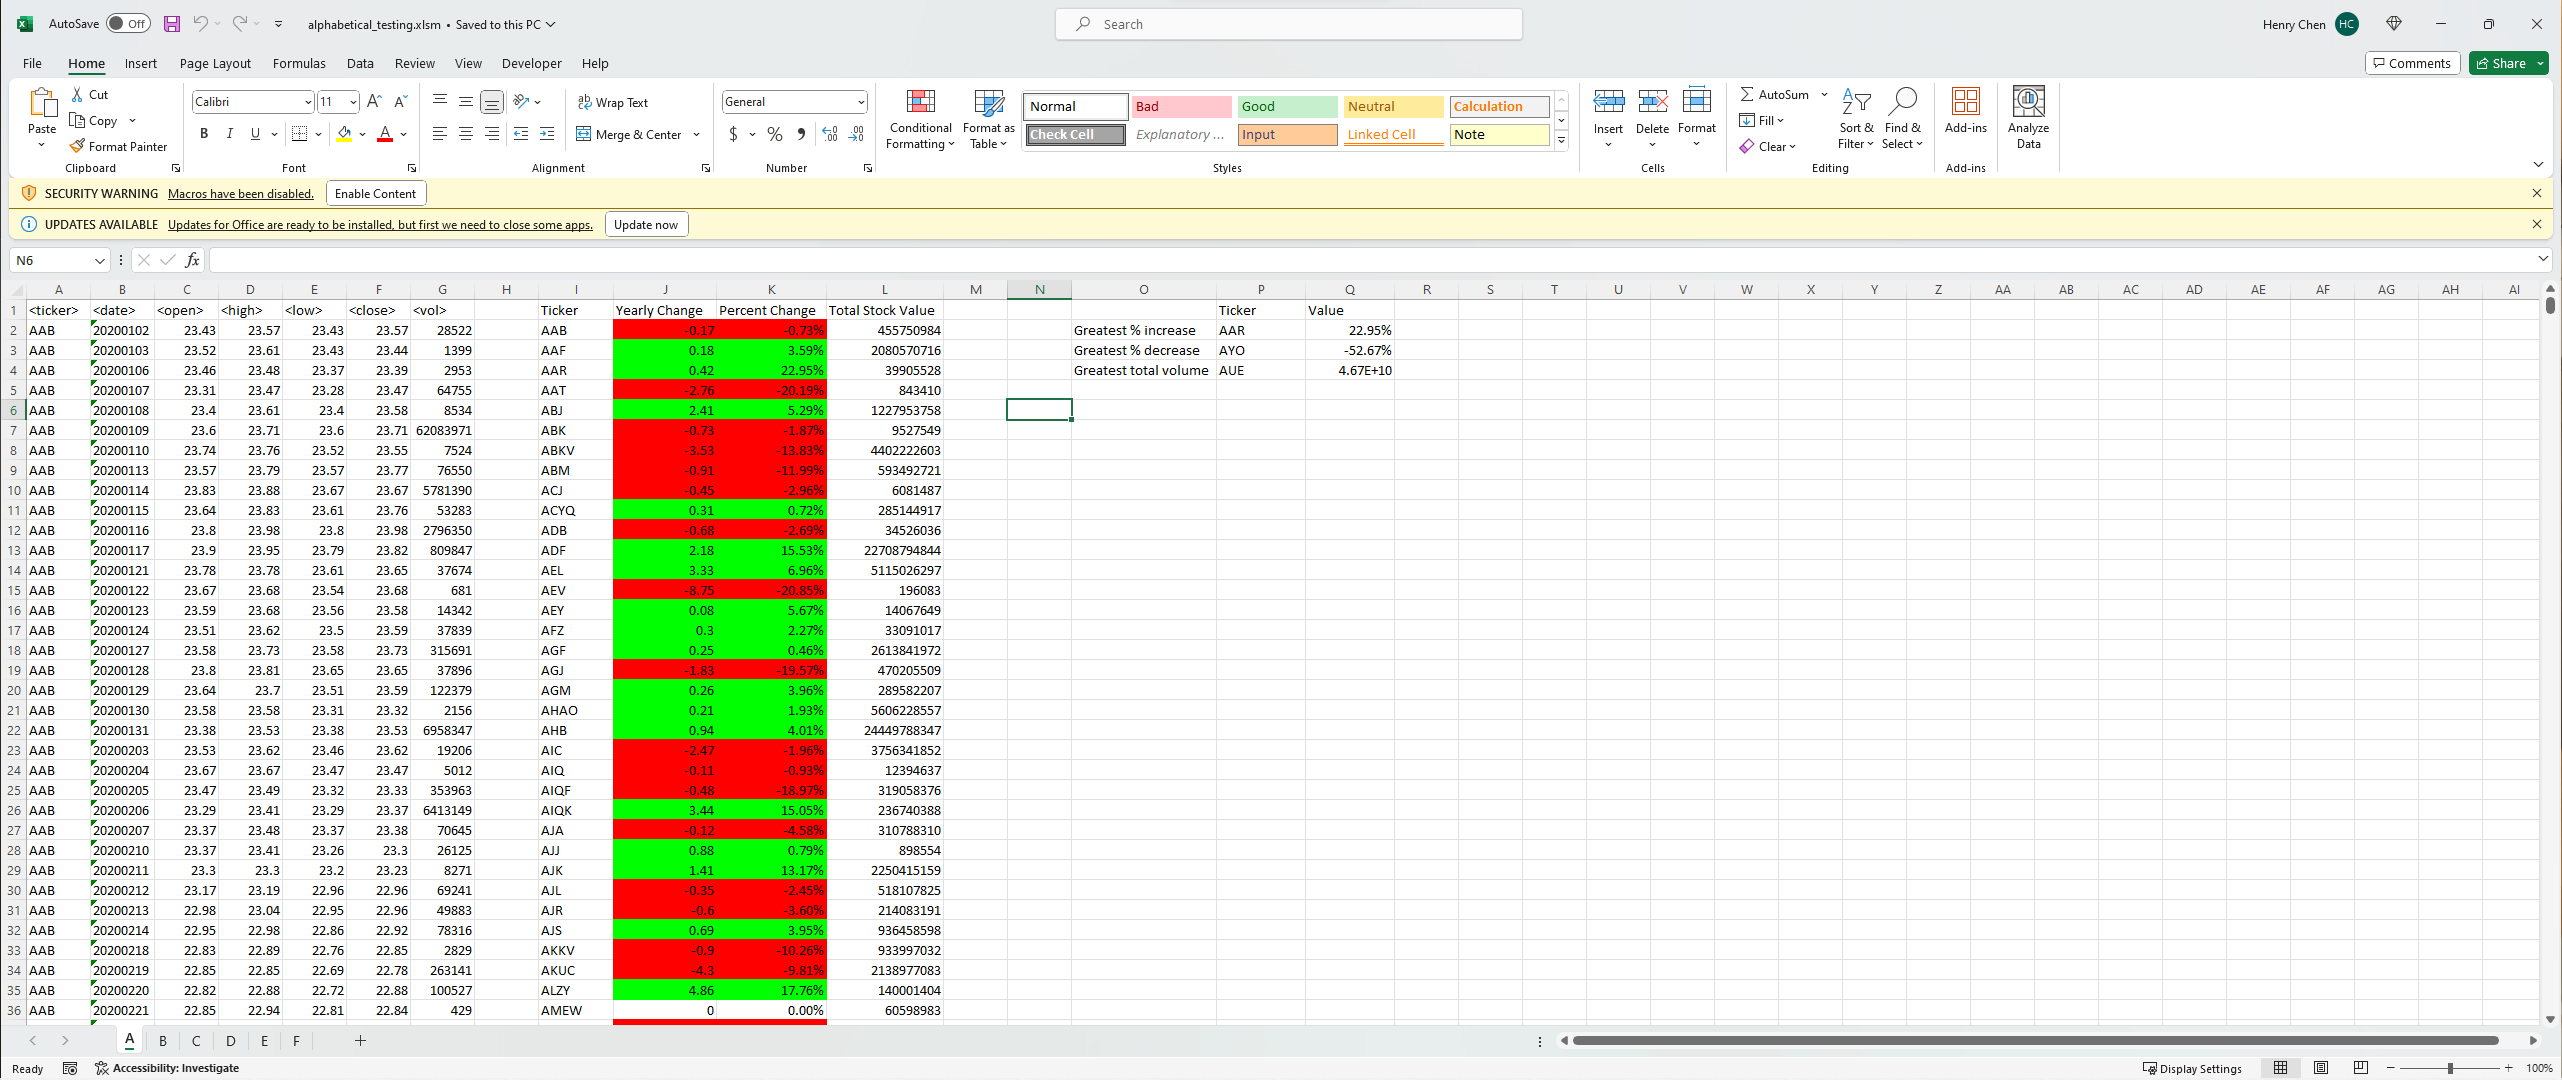 AutoSave Off alphabetical_testing.xlsm • Saved to this PC Search Henry Chen HC
File Home Insert Page Layout Formulas Data Review View Developer Help Comments Share
Paste Cut Copy Format Painter Clipboard
Calibri 11 B I U A Font
Wrap Text Merge & Center Alignment
General $ % , Number
Conditional Formatting Format as Table
Normal Bad Good Neutral Calculation
Check Cell Explanatory ... Input Linked Cell Note
Styles
Insert Delete Format Cells
AutoSum Fill Clear Sort & Filter Find & Select Editing
Add-ins Add-ins
Analyze Data
SECURITY WARNING Macros have been disabled. Enable Content
UPDATES AVAILABLE Updates for Office are ready to be installed, but first we need to close some apps. Update now
N6 fx
A B C D E F G H I J K L M N O P Q R S T U V W X Y Z AA AB AC AD AE AF AG AH AI
1 <ticker> <date> <open> <high> <low> <close> <vol> Ticker Yearly Change Percent Change Total Stock Value Ticker Value
2 AAB 20200102 23.43 23.57 23.43 23.57 28522 AAB -0.17 -0.73% 455750984 Greatest % increase AAR 22.95%
3 AAB 20200103 23.52 23.61 23.43 23.44 1399 AAF 0.18 3.59% 2080570716 Greatest % decrease AYO -52.67%
4 AAB 20200106 23.46 23.48 23.37 23.39 2953 AAR 0.42 22.95% 39905528 Greatest total volume AUE 4.67E+10
5 AAB 20200107 23.31 23.47 23.28 23.47 64755 AAT -2.76 -20.19% 843410
6 AAB 20200108 23.4 23.61 23.4 23.58 8534 ABJ 2.41 5.29% 1227953758
7 AAB 20200109 23.6 23.71 23.6 23.71 62083971 ABK -0.73 -1.87% 9527549
8 AAB 20200110 23.74 23.76 23.52 23.55 7524 ABKV -3.53 -13.83% 4402222603
9 AAB 20200113 23.57 23.79 23.57 23.77 76550 ABM -0.91 -11.99% 593492721
10 AAB 20200114 23.83 23.88 23.67 23.67 5781390 ACJ -0.45 -2.96% 6081487
11 AAB 20200115 23.64 23.83 23.61 23.76 53283 ACYQ 0.31 0.72% 285144917
12 AAB 20200116 23.8 23.98 23.8 23.98 2796350 ADB -0.68 -2.69% 34526036
13 AAB 20200117 23.9 23.95 23.79 23.82 809847 ADF 2.18 15.53% 22708794844
14 AAB 20200121 23.78 23.78 23.61 23.65 37674 AEL 3.33 6.96% 5115026297
15 AAB 20200122 23.67 23.68 23.54 23.68 681 AEV -8.75 -20.85% 196083
16 AAB 20200123 23.59 23.68 23.56 23.58 14342 AEY 0.08 5.67% 14067649
17 AAB 20200124 23.51 23.62 23.5 23.59 37839 AFZ 0.3 2.27% 33091017
18 AAB 20200127 23.58 23.73 23.58 23.73 315691 AGF 0.25 0.46% 2613841972
19 AAB 20200128 23.8 23.81 23.65 23.65 37896 AGJ -1.83 -19.57% 470205509
20 AAB 20200129 23.64 23.7 23.51 23.59 122379 AGM 0.26 3.96% 289582207
21 AAB 20200130 23.58 23.58 23.31 23.32 2156 AHAO 0.21 1.93% 5606228557
22 AAB 20200131 23.38 23.53 23.38 23.53 6958347 AHB 0.94 4.01% 24449788347
23 AAB 20200203 23.53 23.62 23.46 23.62 19206 AIC -2.47 -1.96% 3756341852
24 AAB 20200204 23.67 23.67 23.47 23.47 5012 AIQ -0.11 -0.93% 12394637
25 AAB 20200205 23.47 23.49 23.32 23.33 353963 AIQF -0.48 -18.97% 319058376
26 AAB 20200206 23.29 23.41 23.29 23.37 6413149 AIQK 3.44 15.05% 236740388
27 AAB 20200207 23.37 23.48 23.37 23.38 70645 AJA -0.12 -4.58% 310788310
28 AAB 20200210 23.37 23.41 23.26 23.3 26125 AJJ 0.88 0.79% 898554
29 AAB 20200211 23.3 23.3 23.2 23.23 8271 AJK 1.41 13.17% 2250415159
30 AAB 20200212 23.17 23.19 22.96 22.96 69241 AJL -0.35 -2.45% 518107825
31 AAB 20200213 22.98 23.04 22.95 22.96 49883 AJR -0.6 -3.60% 214083191
32 AAB 20200214 22.95 22.98 22.86 22.92 78316 AJS 0.69 3.95% 936458598
33 AAB 20200218 22.83 22.89 22.76 22.85 2829 AKKV -0.9 -10.26% 933997032
34 AAB 20200219 22.85 22.85 22.69 22.78 263141 AKUC -4.3 -9.81% 2138977083
35 AAB 20200220 22.82 22.88 22.72 22.88 100527 ALZY 4.86 17.76% 140001404
36 AAB 20200221 22.85 22.94 22.81 22.84 429 AMEW 0 0.00% 60598983
A B C D E F
Ready Accessibility: Investigate Display Settings 100%